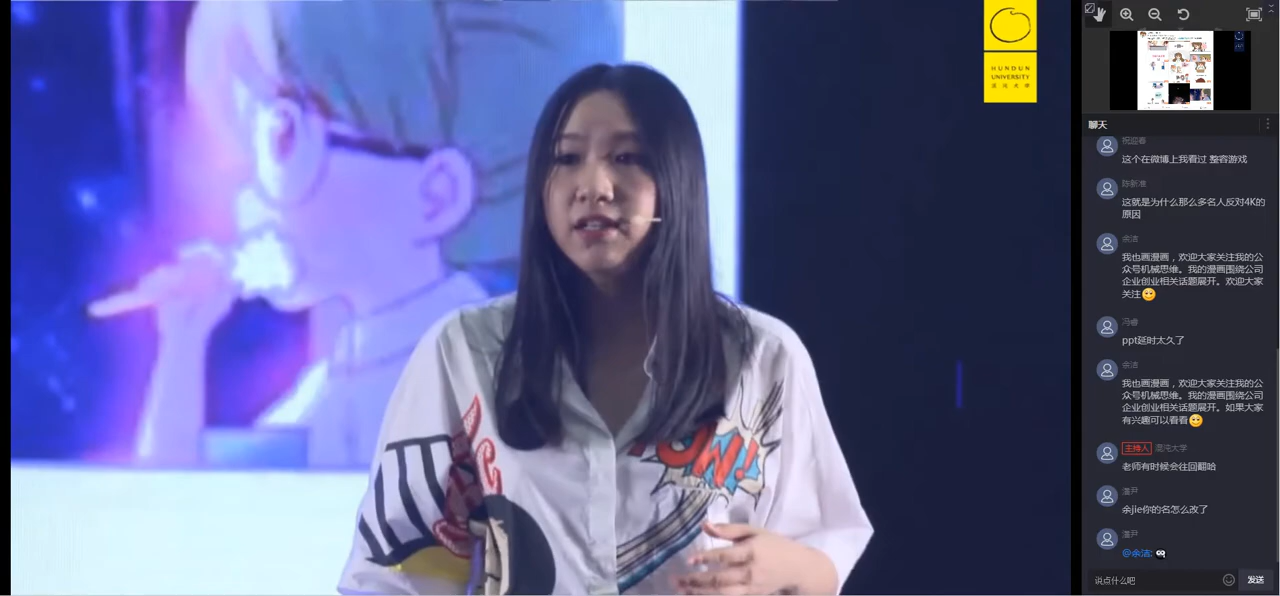 HUNDUN
UNIVERSITY
混沌大学
POW!
聊天
祝迎春
这个在微博上我看过 整容游戏
陈新准
这就是为什么那么多名人反对4K的
原因
余洁
我也画漫画，欢迎大家关注我的公
众号机械思维。我的漫画围绕公司
企业创业相关话题展开。欢迎大家
关注
冯睿
ppt延时太久了
余洁
我也画漫画，欢迎大家关注我的公
众号机械思维。我的漫画围绕公司
企业创业相关话题展开。如果大家
有兴趣可以看看
主持人 混沌大学
老师有时候会往回翻哈
潘尹
余jie你的名怎么改了
潘尹
@余洁:
说点什么吧
发送